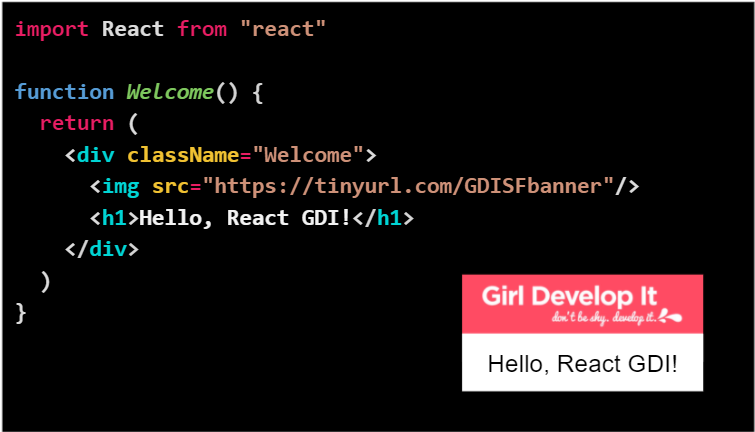 import React from "react"
function Welcome() {
return (
<div className="Welcome">
<img src="https://tinyurl.com/GDISFbanner"/>
<h1>Hello, React GDI!</h1>
</div>
)
}
Girl Develop It
don't be shy. develop it.
Hello, React GDI!